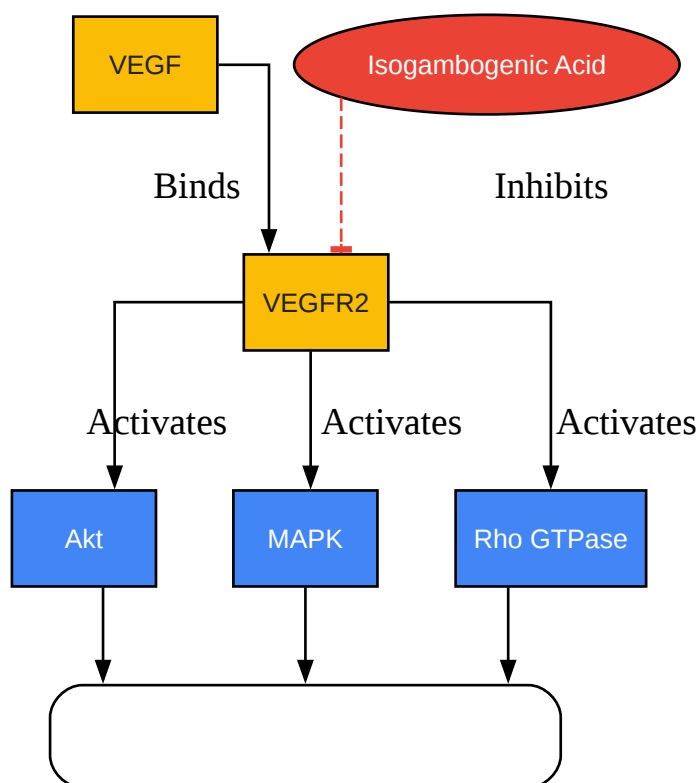 VEGF
Isogambogenic Acid
Binds
Inhibits
VEGFR2
Activates
Activates
Activates
Akt
MAPK
Rho GTPase